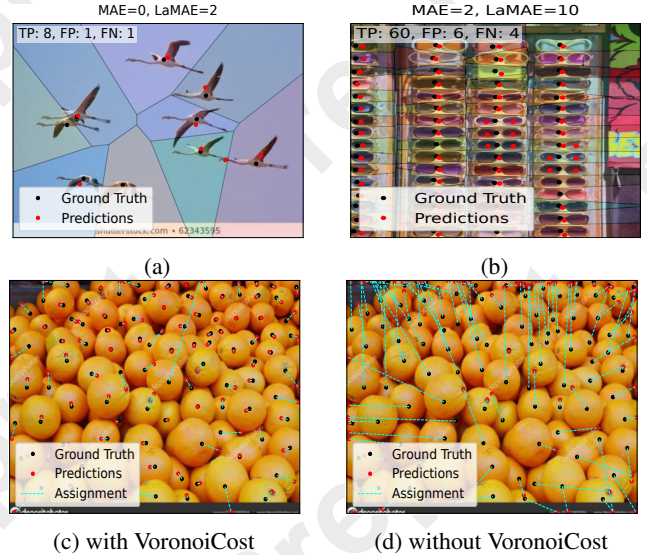 MAE=0, LaMAE=2
TP: 8, FP: 1, FN: 1
Ground Truth
Predictions
shutterstock.com • 62343595
(a)
MAE=2, LaMAE=10
TP: 60, FP: 6, FN: 4
Ground Truth
Predictions
(b)
Ground Truth
Predictions
Assignment
(c) with VoronoiCost
Ground Truth
Predictions
Assignment
(d) without VoronoiCost